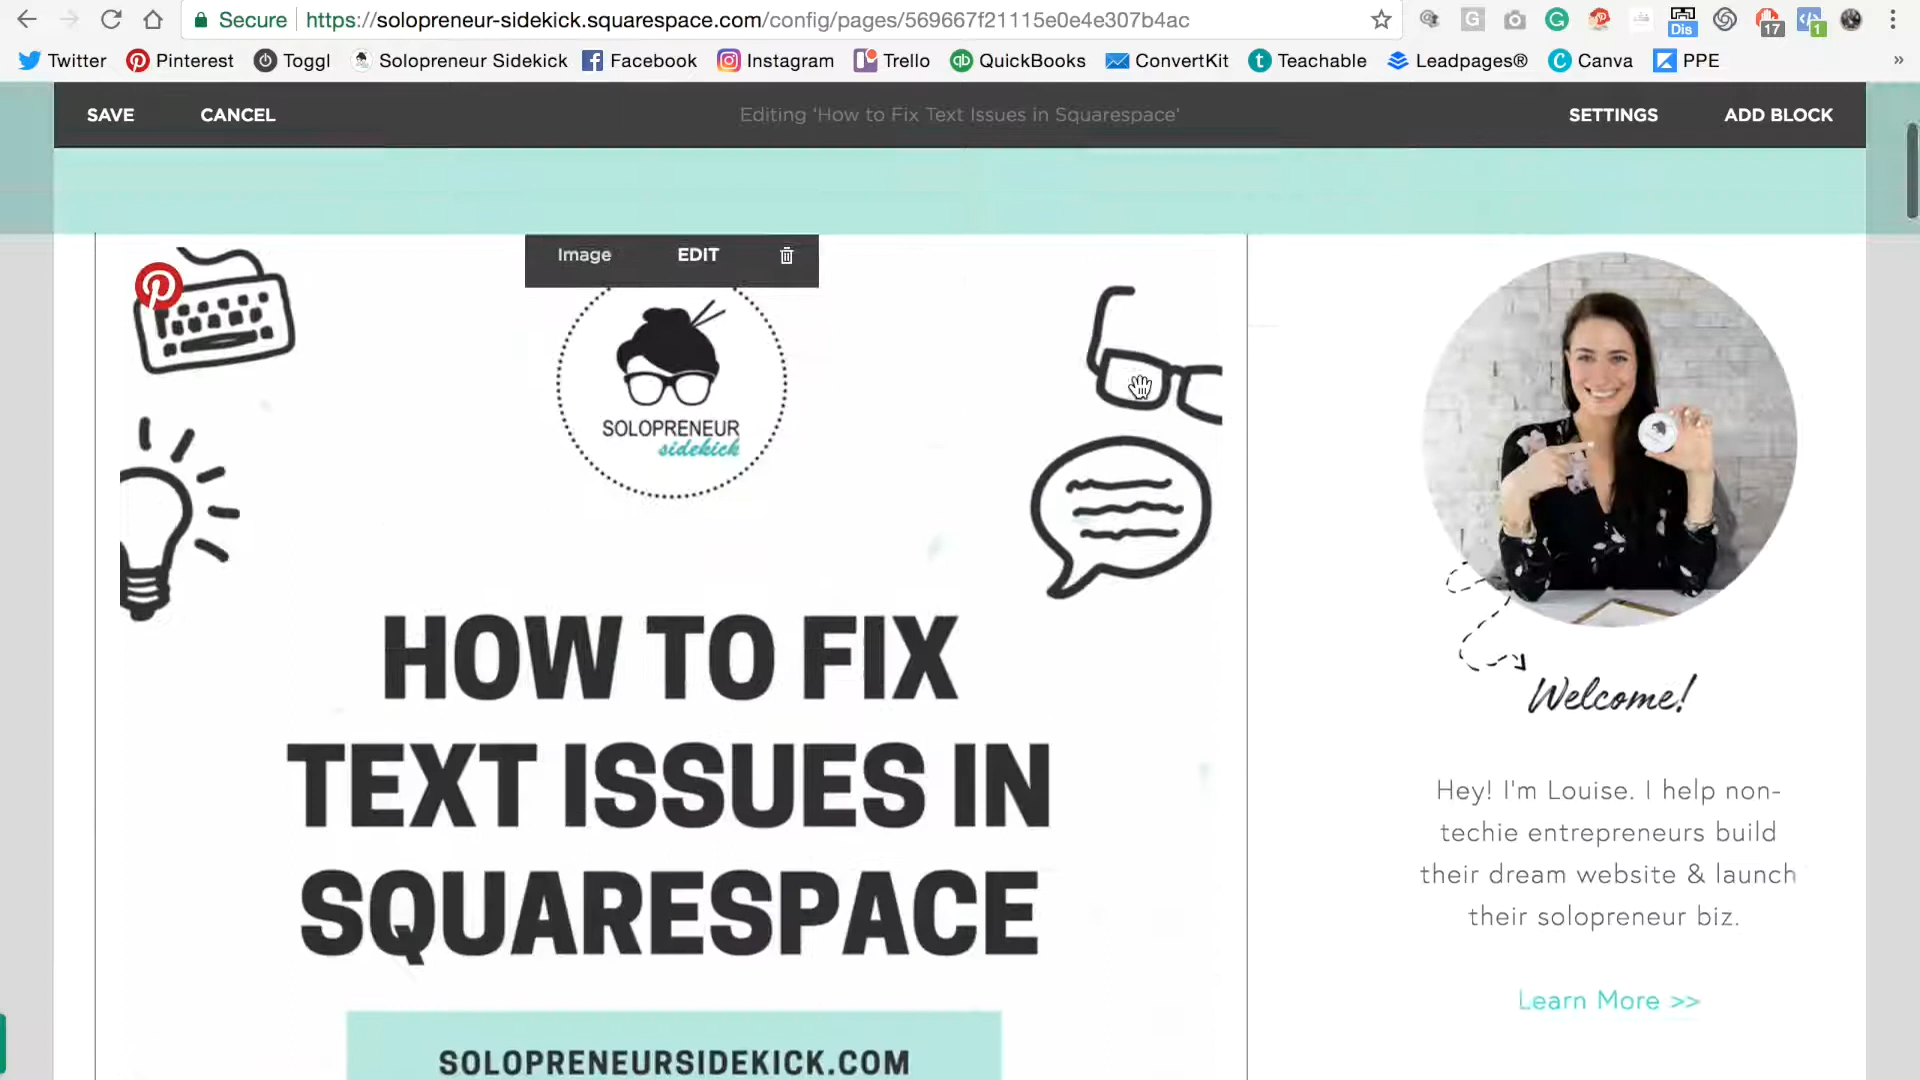 Secure https://solopreneur-sidekick.squarespace.com/config/pages/569667f21115e0e4e307b4ac
Dis 17 1
Twitter Pinterest Toggl Solopreneur Sidekick Facebook Instagram Trello QuickBooks ConvertKit Teachable Leadpages® Canva PPE »
SAVE CANCEL Editing 'How to Fix Text Issues in Squarespace' SETTINGS ADD BLOCK
Image EDIT
SOLOPRENEUR
sidekick
HOW TO FIX
TEXT ISSUES IN
SQUARESPACE
SOLOPRENEURSIDEKICK.COM
Welcome!
Hey! I'm Louise. I help non-
techie entrepreneurs build
their dream website & launch
their solopreneur biz.
Learn More >>